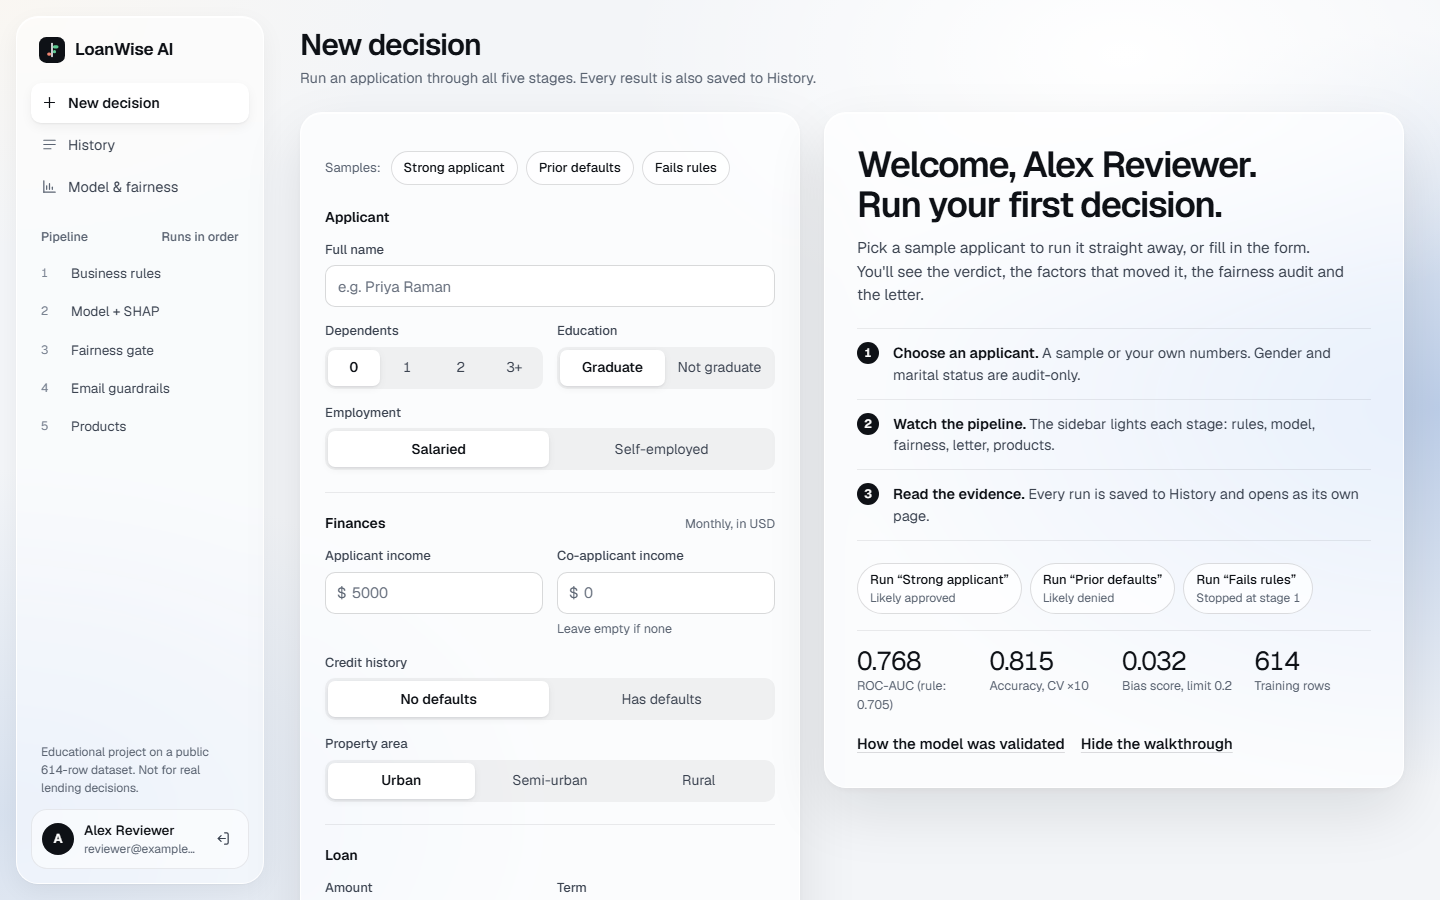 LoanWise AI
New decision
History
Model & fairness
Pipeline Runs in order
1 Business rules
2 Model + SHAP
3 Fairness gate
4 Email guardrails
5 Products
Educational project on a public
614-row dataset. Not for real
lending decisions.
A
Alex Reviewer
reviewer@example...
New decision
Run an application through all five stages. Every result is also saved to History.
Samples: Strong applicant Prior defaults Fails rules
Applicant
Full name
e.g. Priya Raman
Dependents Education
0 1 2 3+ Graduate Not graduate
Employment
Salaried Self-employed
Finances Monthly, in USD
Applicant income Co-applicant income
$ 5000 $ 0
Leave empty if none
Credit history
No defaults Has defaults
Property area
Urban Semi-urban Rural
Loan
Amount Term
Welcome, Alex Reviewer.
Run your first decision.
Pick a sample applicant to run it straight away, or fill in the form.
You'll see the verdict, the factors that moved it, the fairness audit and
the letter.
1 Choose an applicant. A sample or your own numbers. Gender and
marital status are audit-only.
2 Watch the pipeline. The sidebar lights each stage: rules, model,
fairness, letter, products.
3 Read the evidence. Every run is saved to History and opens as its own
page.
Run “Strong applicant” Run “Prior defaults” Run “Fails rules”
Likely approved Likely denied Stopped at stage 1
0.768 0.815 0.032 614
ROC-AUC (rule: Accuracy, CV ×10 Bias score, limit 0.2 Training rows
0.705)
How the model was validated Hide the walkthrough